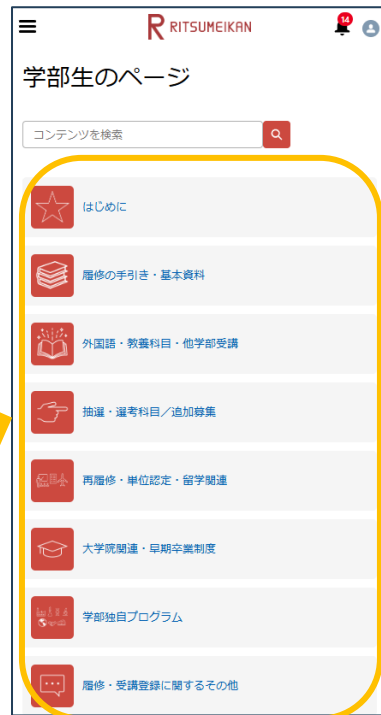 RITSUMEIKAN
14
学部生のページ
コンテンツを検索
はじめに
履修の手引き・基本資料
外国語・教養科目・他学部受講
抽選・選考科目／追加募集
再履修・単位認定・留学関連
大学院関連・早期卒業制度
学部独自プログラム
履修・受講登録に関するその他